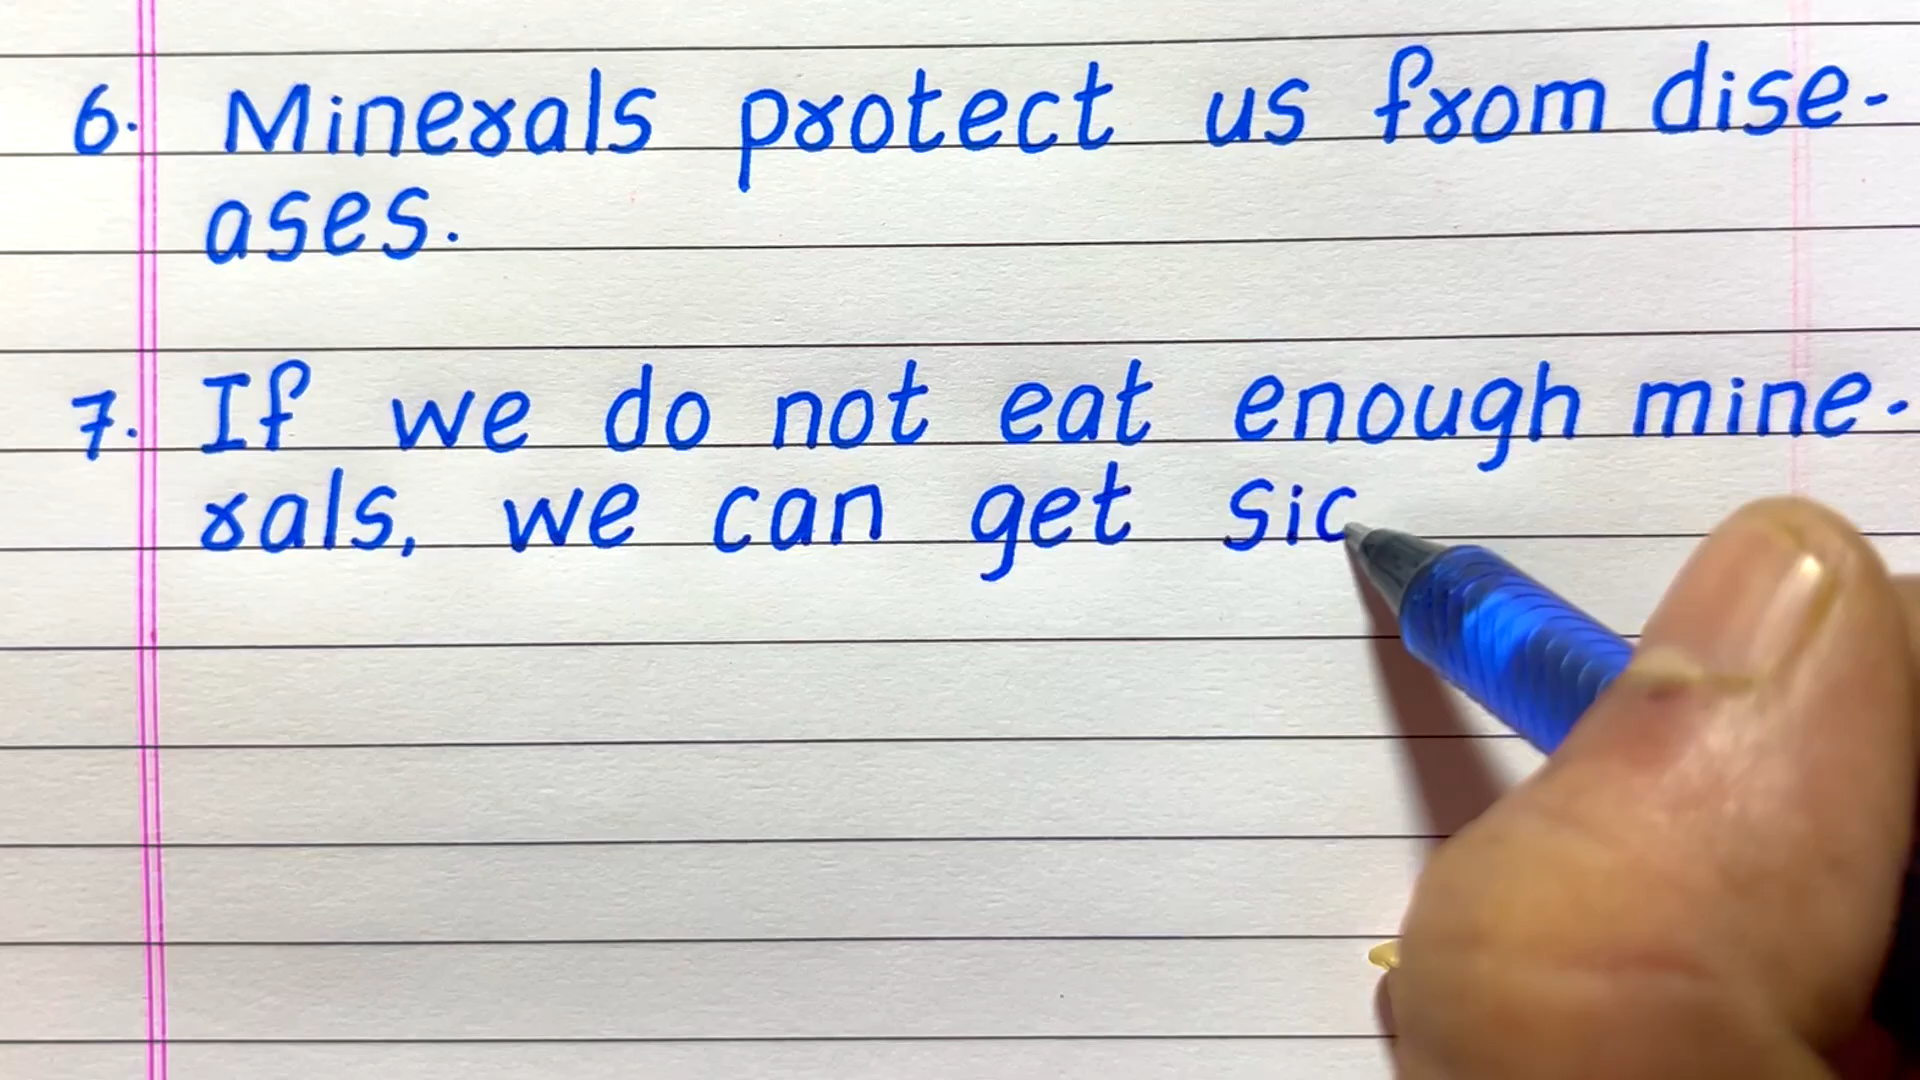 6. Minerals protect us from dise-
ases.
7. If we do not eat enough mine-
rals, we can get sic